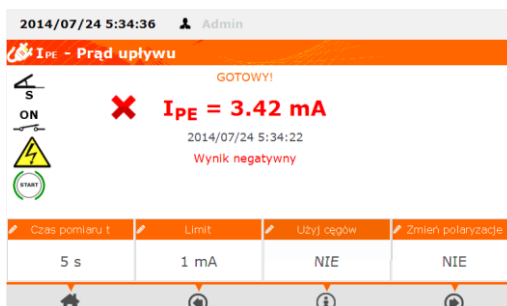 2014/07/24 5:34:36 Admin
IPE - Prąd upływu
GOTOWY!
S
ON
IPE = 3.42 mA
2014/07/24 5:34:22
Wynik negatywny
START
Czas pomiaru t Limit Użyj cęgów Zmień polaryzacje
5 s 1 mA NIE NIE